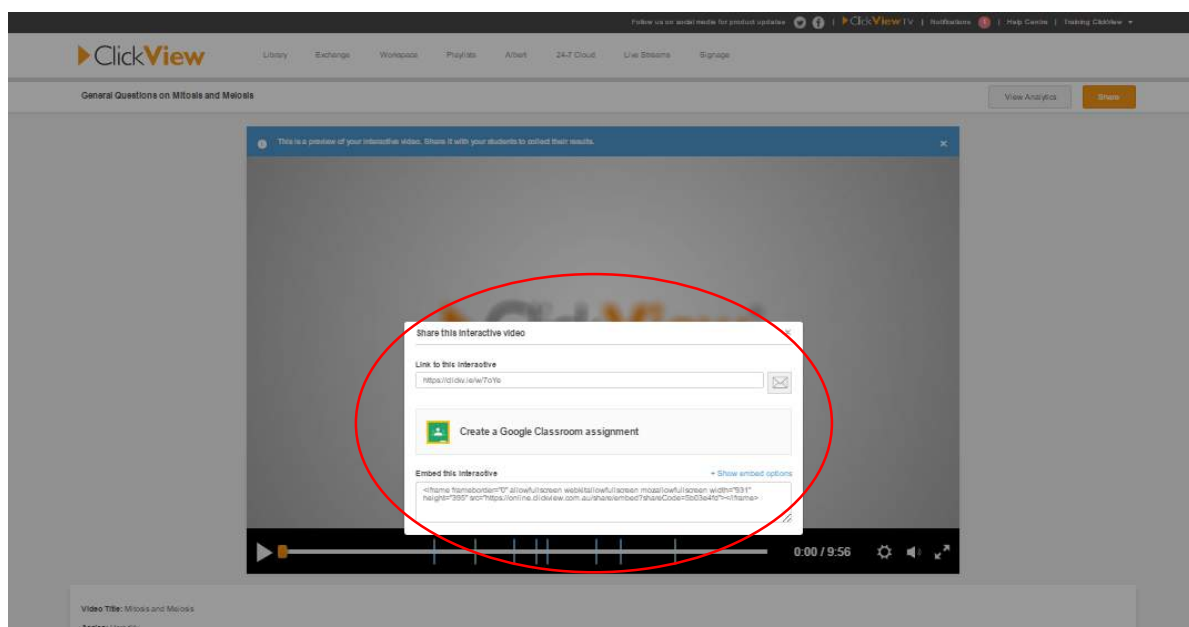 Follow us on social media for product updates | ClickView TV | Notifications | Help Centre | Training ClickView
ClickView Library Exchange Workspace Playlists Albert 24-7 Cloud Live Streams Signage
General Questions on Mitosis and Meiosis View Analytics Share
This is a preview of your interactive video. Share it with your students to collect their results. ×
Share this interactive video ×
Link to this interactive
https://clickv.ie/w/7oYe
Create a Google Classroom assignment
Embed this interactive + Show embed options
<iframe frameborder="0" allowfullscreen webkitallowfullscreen mozallowfullscreen width="931"
height="395" src="https://online.clickview.com.au/share/embed?shareCode=5b03e4fa"></iframe>
0:00 / 9:56
Video Title: Mitosis and Meiosis